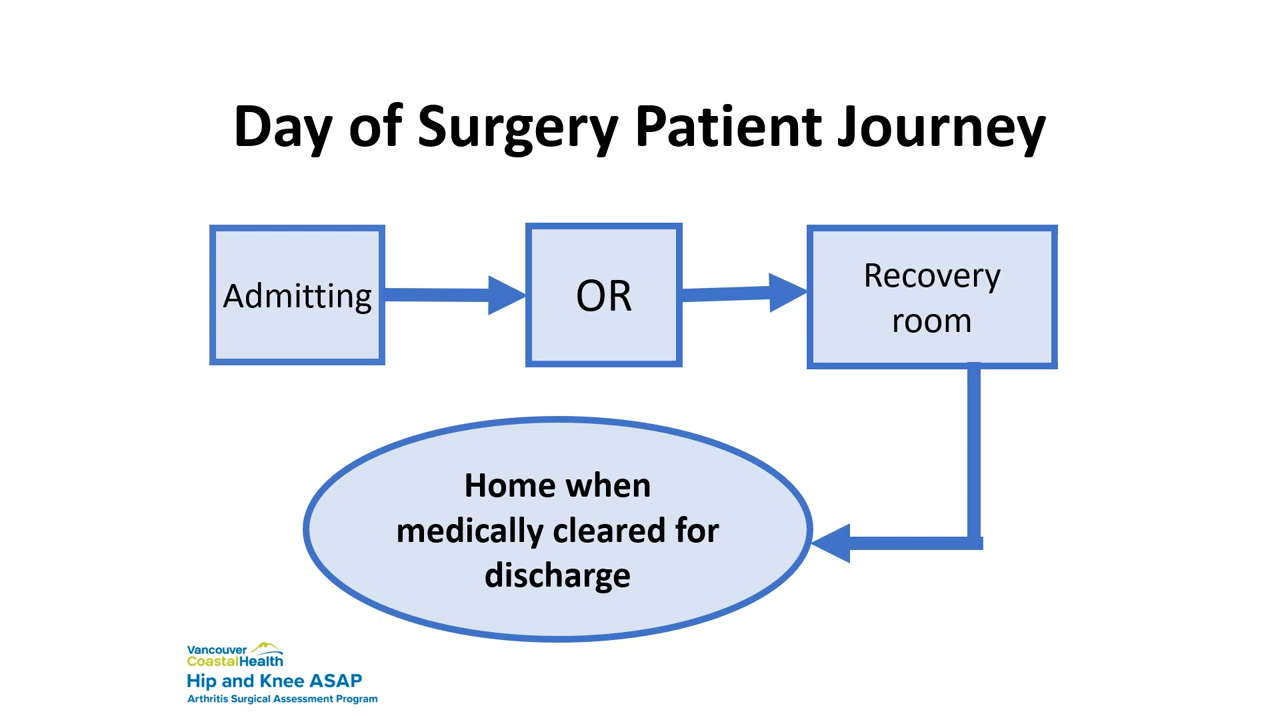 Day of Surgery Patient Journey
Admitting
OR
Recovery
room
Home when
medically cleared for
discharge
Vancouver
CoastalHealth
Hip and Knee ASAP
Arthritis Surgical Assessment Program